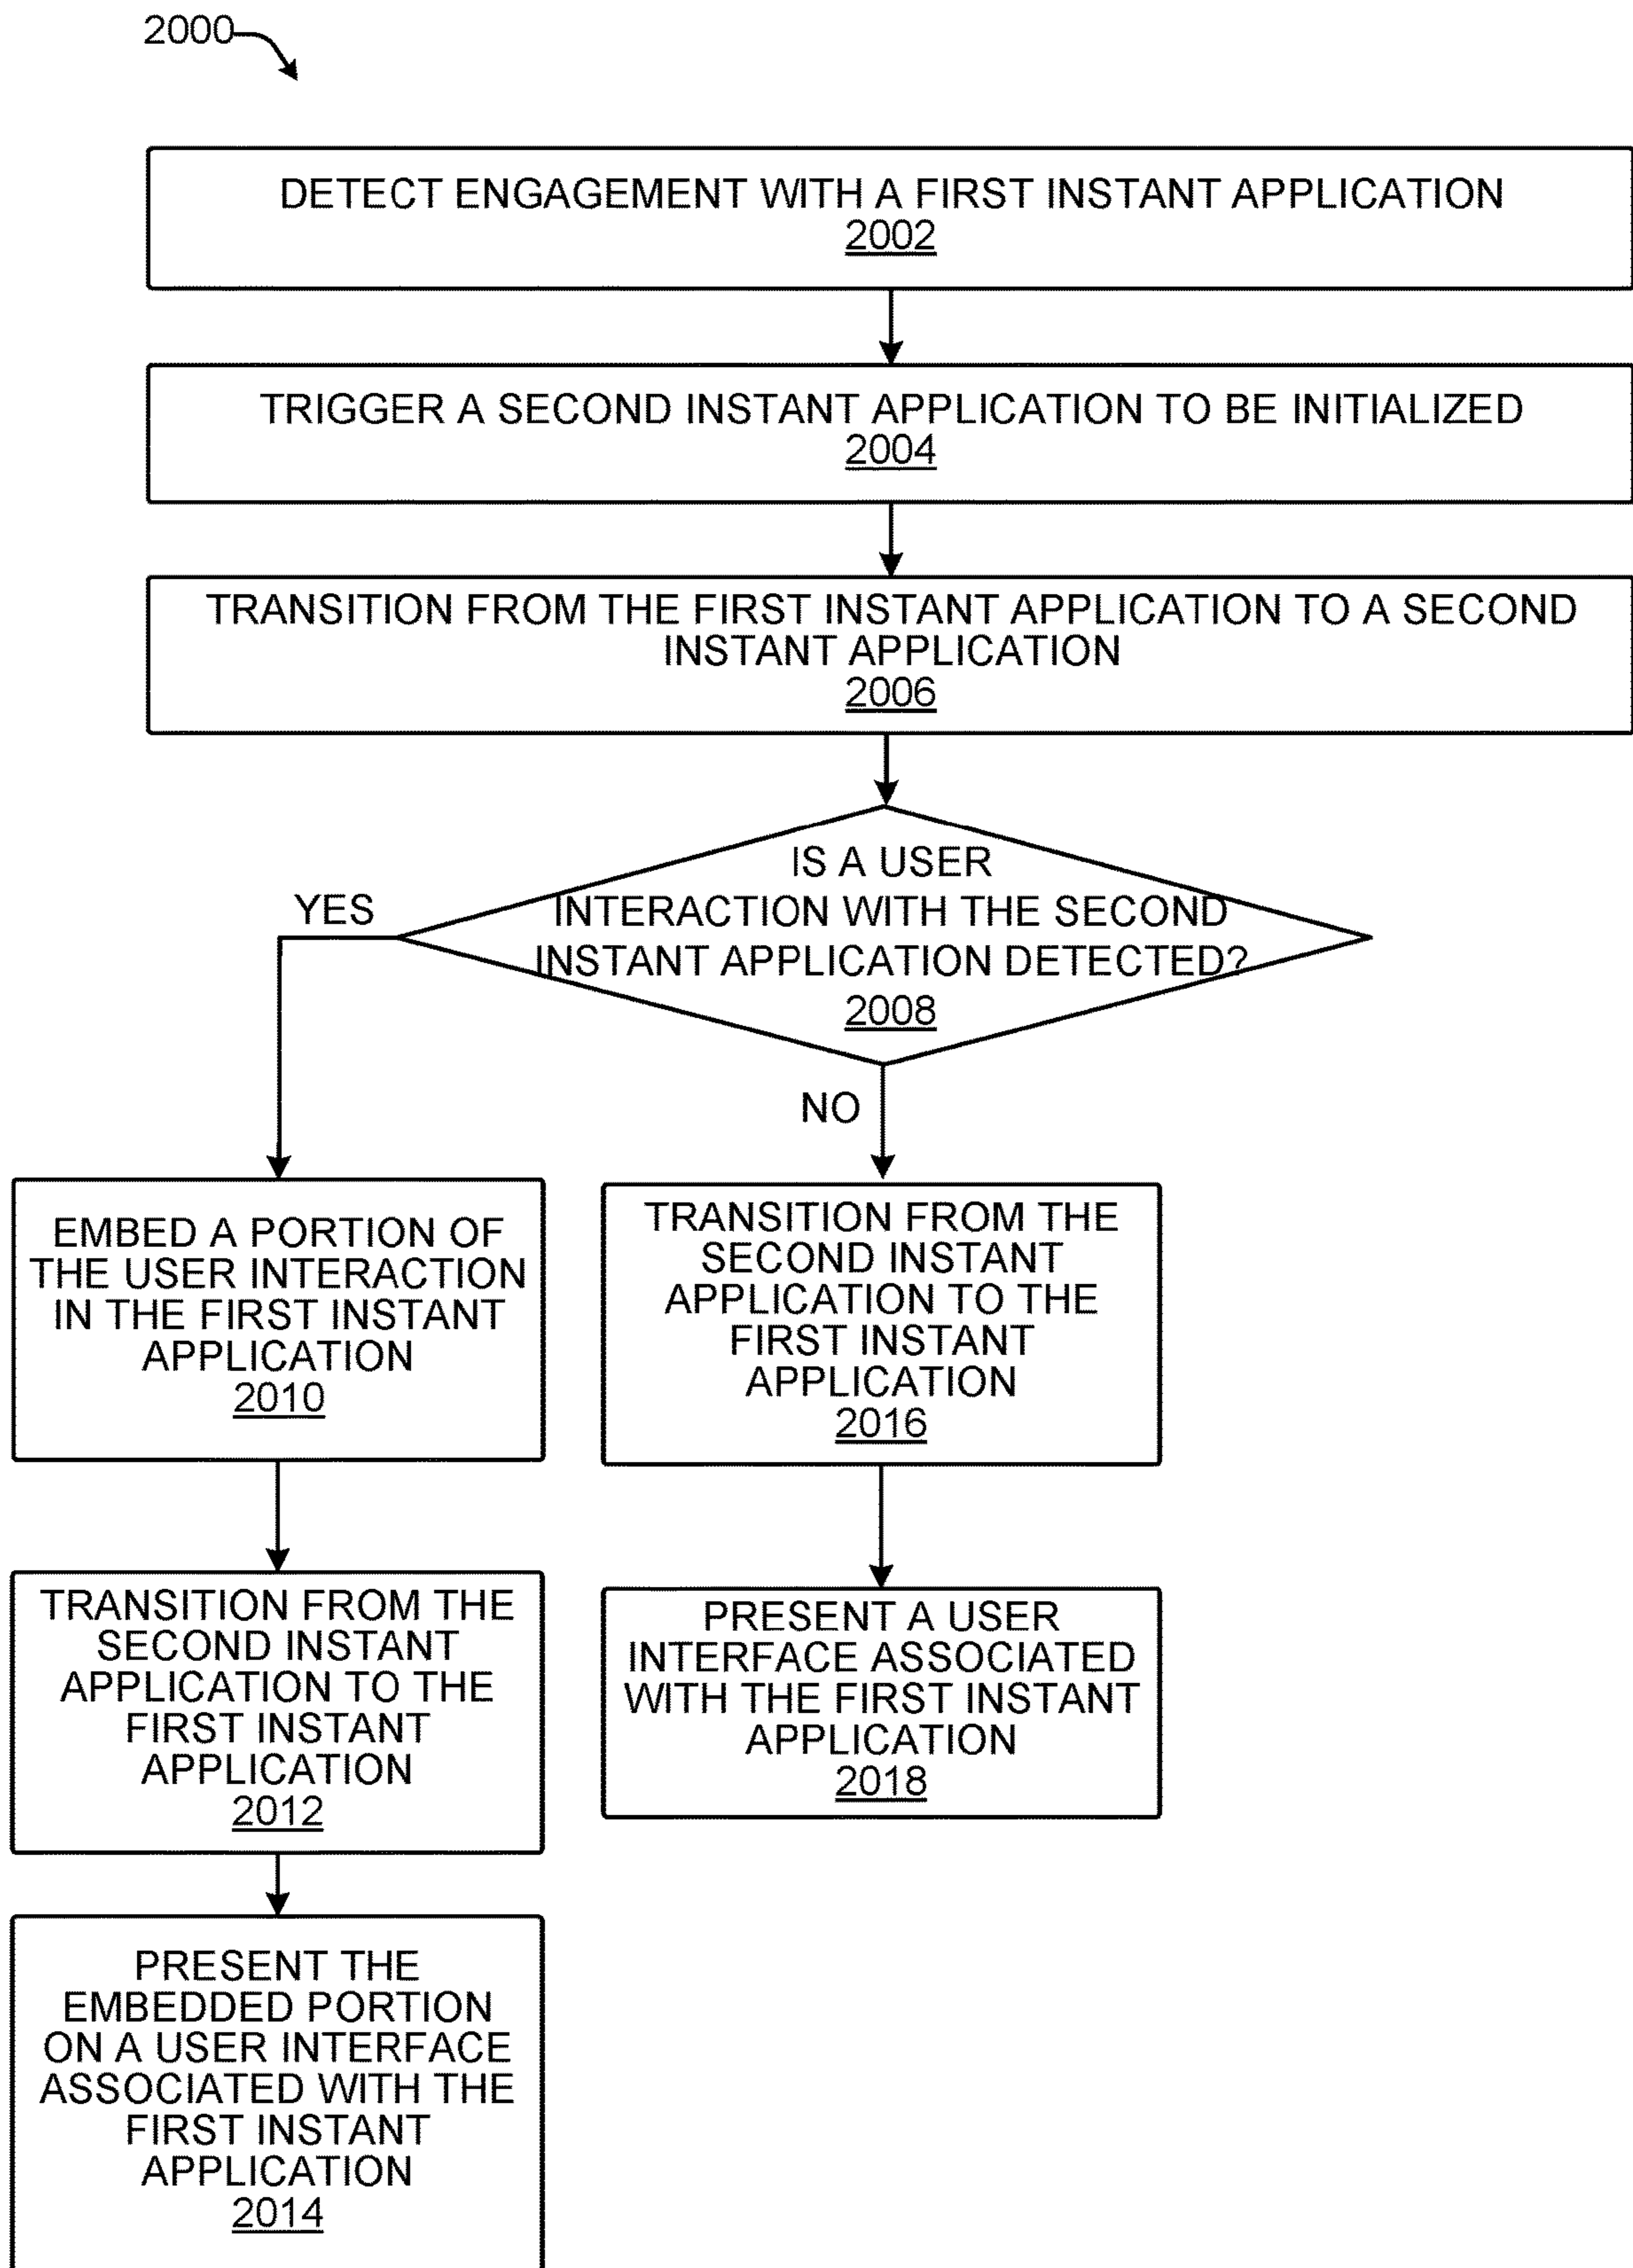 2000
DETECT ENGAGEMENT WITH A FIRST INSTANT APPLICATION
2002
TRIGGER A SECOND INSTANT APPLICATION TO BE INITIALIZED
2004
TRANSITION FROM THE FIRST INSTANT APPLICATION TO A SECOND
INSTANT APPLICATION
2006
IS A USER
INTERACTION WITH THE SECOND
INSTANT APPLICATION DETECTED?
2008
YES
NO
EMBED A PORTION OF
THE USER INTERACTION
IN THE FIRST INSTANT
APPLICATION
2010
TRANSITION FROM THE
SECOND INSTANT
APPLICATION TO THE
FIRST INSTANT
APPLICATION
2012
PRESENT THE
EMBEDDED PORTION
ON A USER INTERFACE
ASSOCIATED WITH THE
FIRST INSTANT
APPLICATION
2014
TRANSITION FROM THE
SECOND INSTANT
APPLICATION TO THE
FIRST INSTANT
APPLICATION
2016
PRESENT A USER
INTERFACE ASSOCIATED
WITH THE FIRST INSTANT
APPLICATION
2018